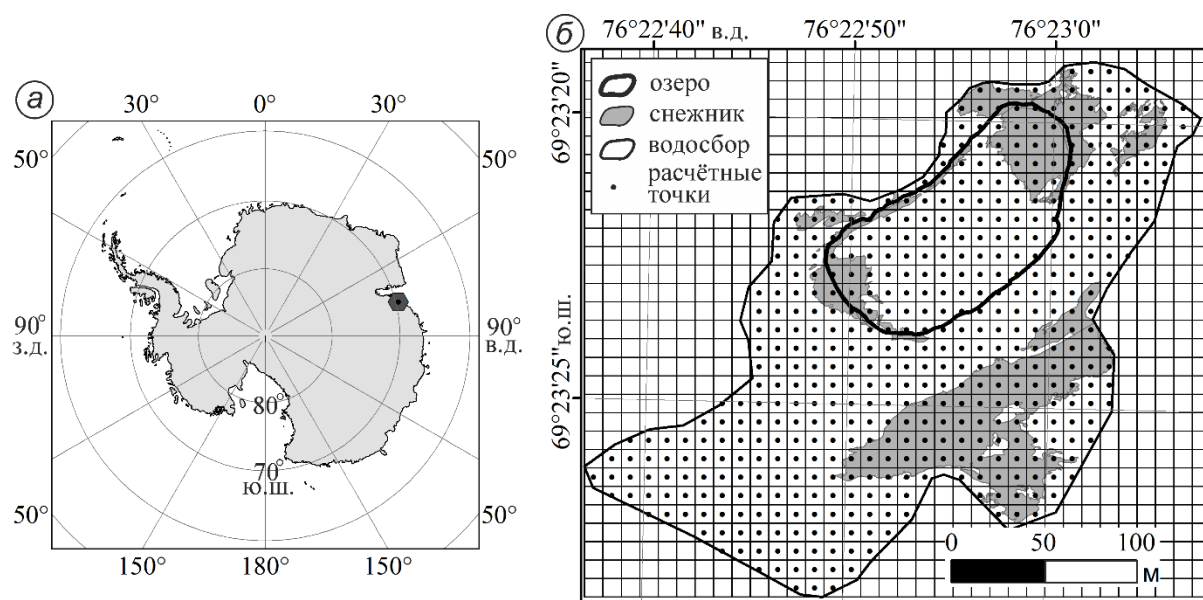 а
0°
30°
30°
50°
50°
90°
з.д.
90°
в.д.
80°
70°
ю.ш.
50°
50°
150°
180°
150°
б
76°22'40" в.д.
76°22'50"
76°23'0"
69°23'20"
69°23'25" ю.ш.
озеро
снежник
водосбор
расчётные
точки
0
50
100
м